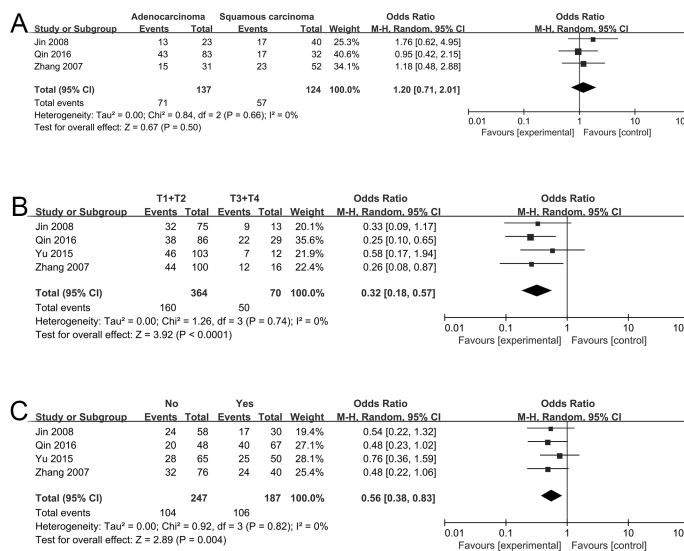 A
Adenocarcinoma Squamous carcinoma Odds Ratio Odds Ratio
Study or Subgroup Events Total Events Total Weight M-H. Random. 95% CI M-H. Random. 95% CI
Jin 2008 13 23 17 40 25.3% 1.76 [0.62, 4.95]
Qin 2016 43 83 17 32 40.6% 0.95 [0.42, 2.15]
Zhang 2007 15 31 23 52 34.1% 1.18 [0.48, 2.88]
Total (95% CI) 137 124 100.0% 1.20 [0.71, 2.01]
Total events 71 57
Heterogeneity: Tau² = 0.00; Chi² = 0.84, df = 2 (P = 0.66); I² = 0%
Test for overall effect: Z = 0.67 (P = 0.50)
0.01 0.1 1 10
Favours [experimental] Favours [control]
B
T1+T2 T3+T4 Odds Ratio Odds Ratio
Study or Subgroup Events Total Events Total Weight M-H. Random. 95% CI M-H. Random. 95% CI
Jin 2008 32 75 9 13 20.1% 0.33 [0.09, 1.17]
Qin 2016 38 86 22 29 35.6% 0.25 [0.10, 0.65]
Yu 2015 46 103 7 12 21.9% 0.58 [0.17, 1.94]
Zhang 2007 44 100 12 16 22.4% 0.26 [0.08, 0.87]
Total (95% CI) 364 70 100.0% 0.32 [0.18, 0.57]
Total events 160 50
Heterogeneity: Tau² = 0.00; Chi² = 1.26, df = 3 (P = 0.74); I² = 0%
Test for overall effect: Z = 3.92 (P < 0.0001)
0.01 0.1 1 10
Favours [experimental] Favours [control]
C
No Yes Odds Ratio Odds Ratio
Study or Subgroup Events Total Events Total Weight M-H. Random. 95% CI M-H. Random. 95% CI
Jin 2008 24 58 17 30 19.4% 0.54 [0.22, 1.32]
Qin 2016 20 48 40 67 27.1% 0.48 [0.23, 1.02]
Yu 2015 28 65 25 50 28.1% 0.76 [0.36, 1.59]
Zhang 2007 32 76 24 40 25.4% 0.48 [0.22, 1.06]
Total (95% CI) 247 187 100.0% 0.56 [0.38, 0.83]
Total events 104 106
Heterogeneity: Tau² = 0.00; Chi² = 0.92, df = 3 (P = 0.82); I² = 0%
Test for overall effect: Z = 2.89 (P = 0.004)
0.01 0.1 1 10
Favours [experimental] Favours [control]